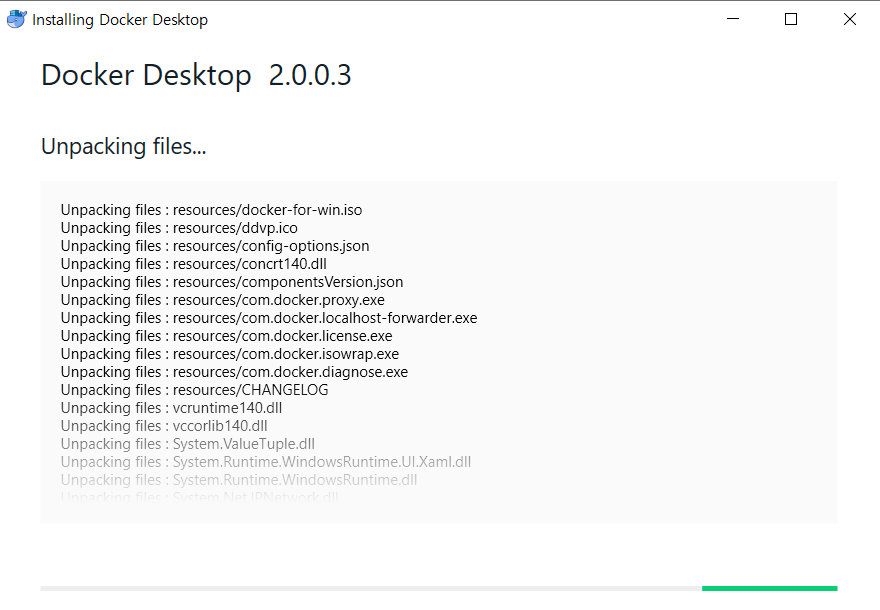 Installing Docker Desktop
Docker Desktop 2.0.0.3
Unpacking files...
Unpacking files : resources/docker-for-win.iso
Unpacking files : resources/ddvp.ico
Unpacking files : resources/config-options.json
Unpacking files : resources/concrt140.dll
Unpacking files : resources/componentsVersion.json
Unpacking files : resources/com.docker.proxy.exe
Unpacking files : resources/com.docker.localhost-forwarder.exe
Unpacking files : resources/com.docker.license.exe
Unpacking files : resources/com.docker.isowrap.exe
Unpacking files : resources/com.docker.diagnose.exe
Unpacking files : resources/CHANGELOG
Unpacking files : vcruntime140.dll
Unpacking files : vccorlib140.dll
Unpacking files : System.ValueTuple.dll
Unpacking files : System.Runtime.WindowsRuntime.UI.Xaml.dll
Unpacking files : System.Runtime.WindowsRuntime.dll
Unpacking files : System.Net.IPNetwork.dll